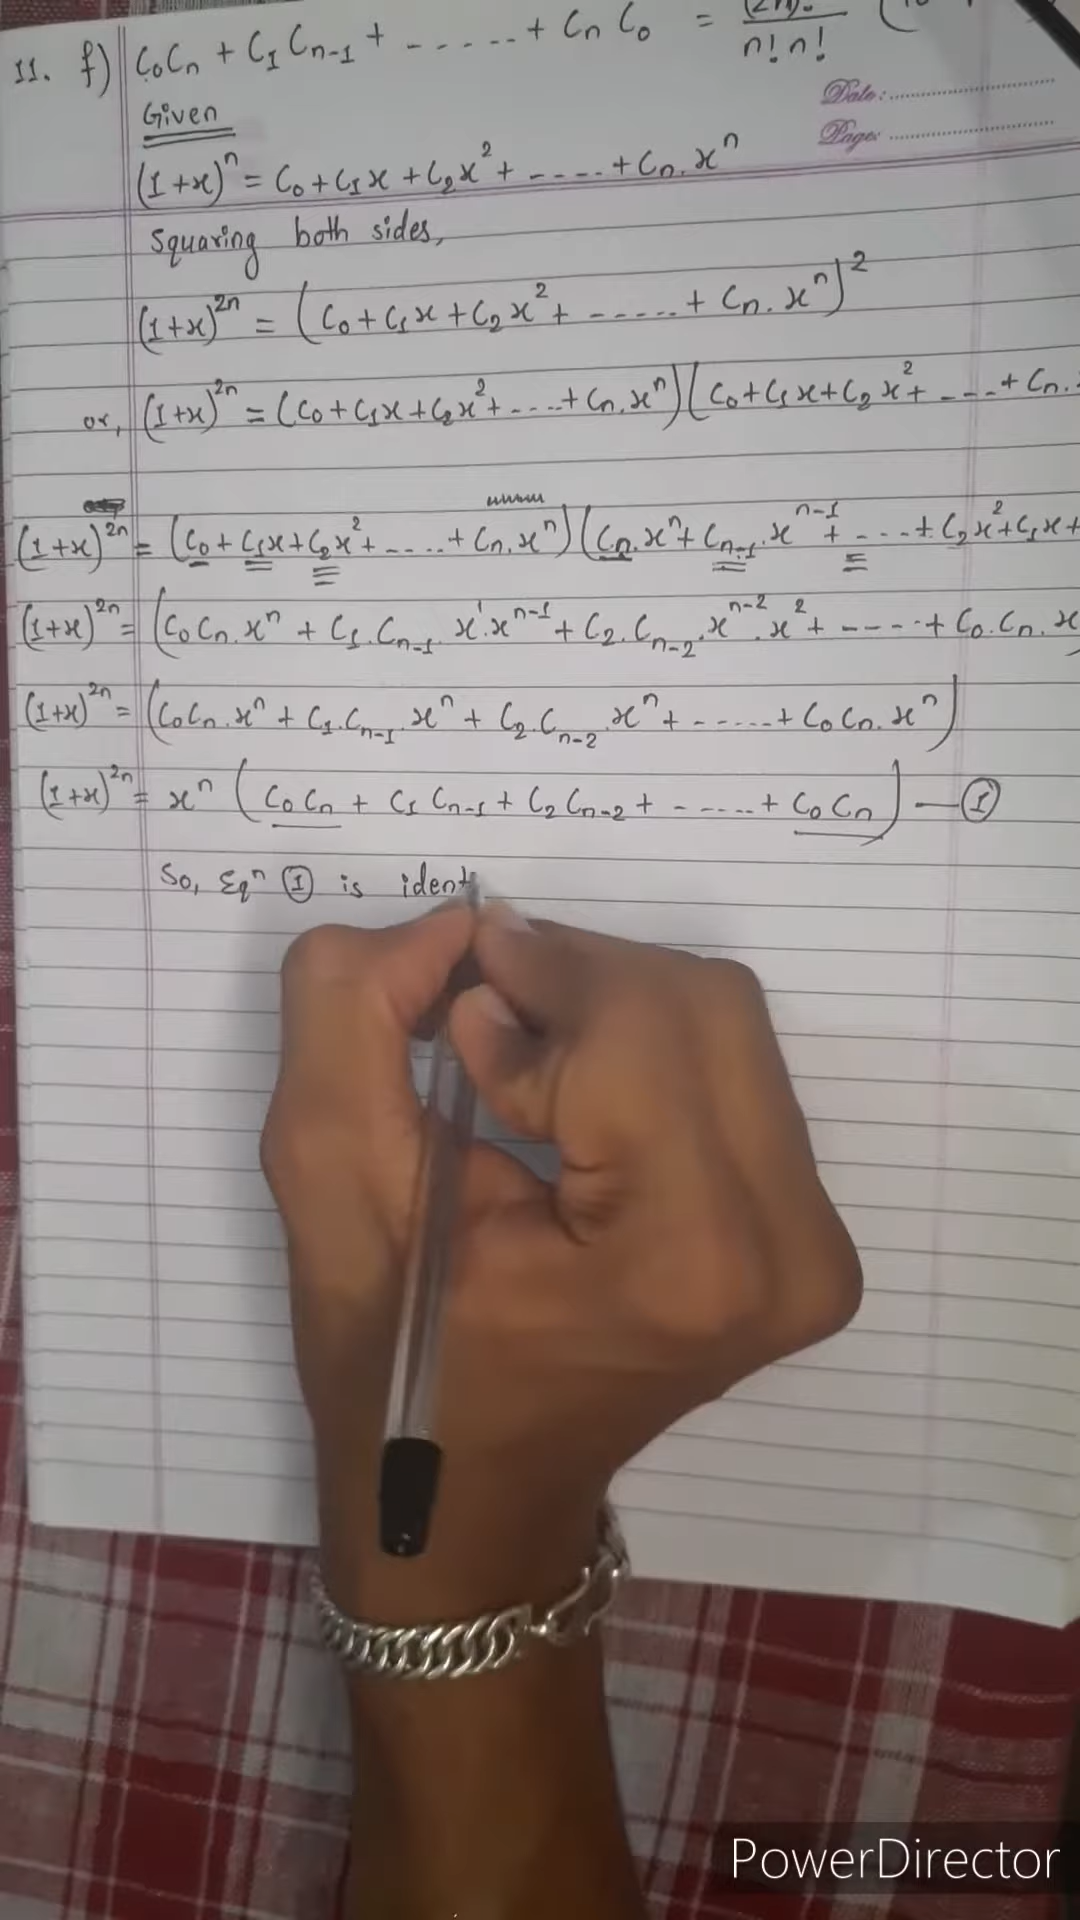 11. f) C₀Cₙ + C₁Cₙ₋₁ + ...... + CₙC₀ = (2n)! / n!n!
Date:
Page:
Given
(1+x)ⁿ = C₀+C₁x+C₂x²+ ..... +Cₙ.xⁿ
Squaring both sides,
(1+x)²ⁿ = (C₀+C₁x+C₂x²+ ...... + Cₙ.xⁿ)²
or, (1+x)²ⁿ = (C₀+C₁x+C₂x²+....+Cₙ.xⁿ)(C₀+C₁x+C₂x²+ ....+Cₙ.
(1+x)²ⁿ = (C₀+C₁x+C₂x²+.....+Cₙ.xⁿ)(Cₙ.xⁿ+Cₙ₋₁.xⁿ⁻¹+ ....+C₂x²+C₁x+
(1+x)²ⁿ = (C₀Cₙ.xⁿ + C₁.Cₙ₋₁.x¹.xⁿ⁻¹+C₂.Cₙ₋₂.xⁿ⁻².x²+ .....+ C₀.Cₙ.x
(1+x)²ⁿ = (C₀Cₙ.xⁿ + C₁.Cₙ₋₁.xⁿ + C₂.Cₙ₋₂.xⁿ+ ......+ C₀Cₙ.xⁿ)
(1+x)²ⁿ = xⁿ (C₀Cₙ + C₁Cₙ₋₁ + C₂Cₙ₋₂ + ......+ C₀Cₙ) — ①
So, Eqⁿ ① is ident
PowerDirector